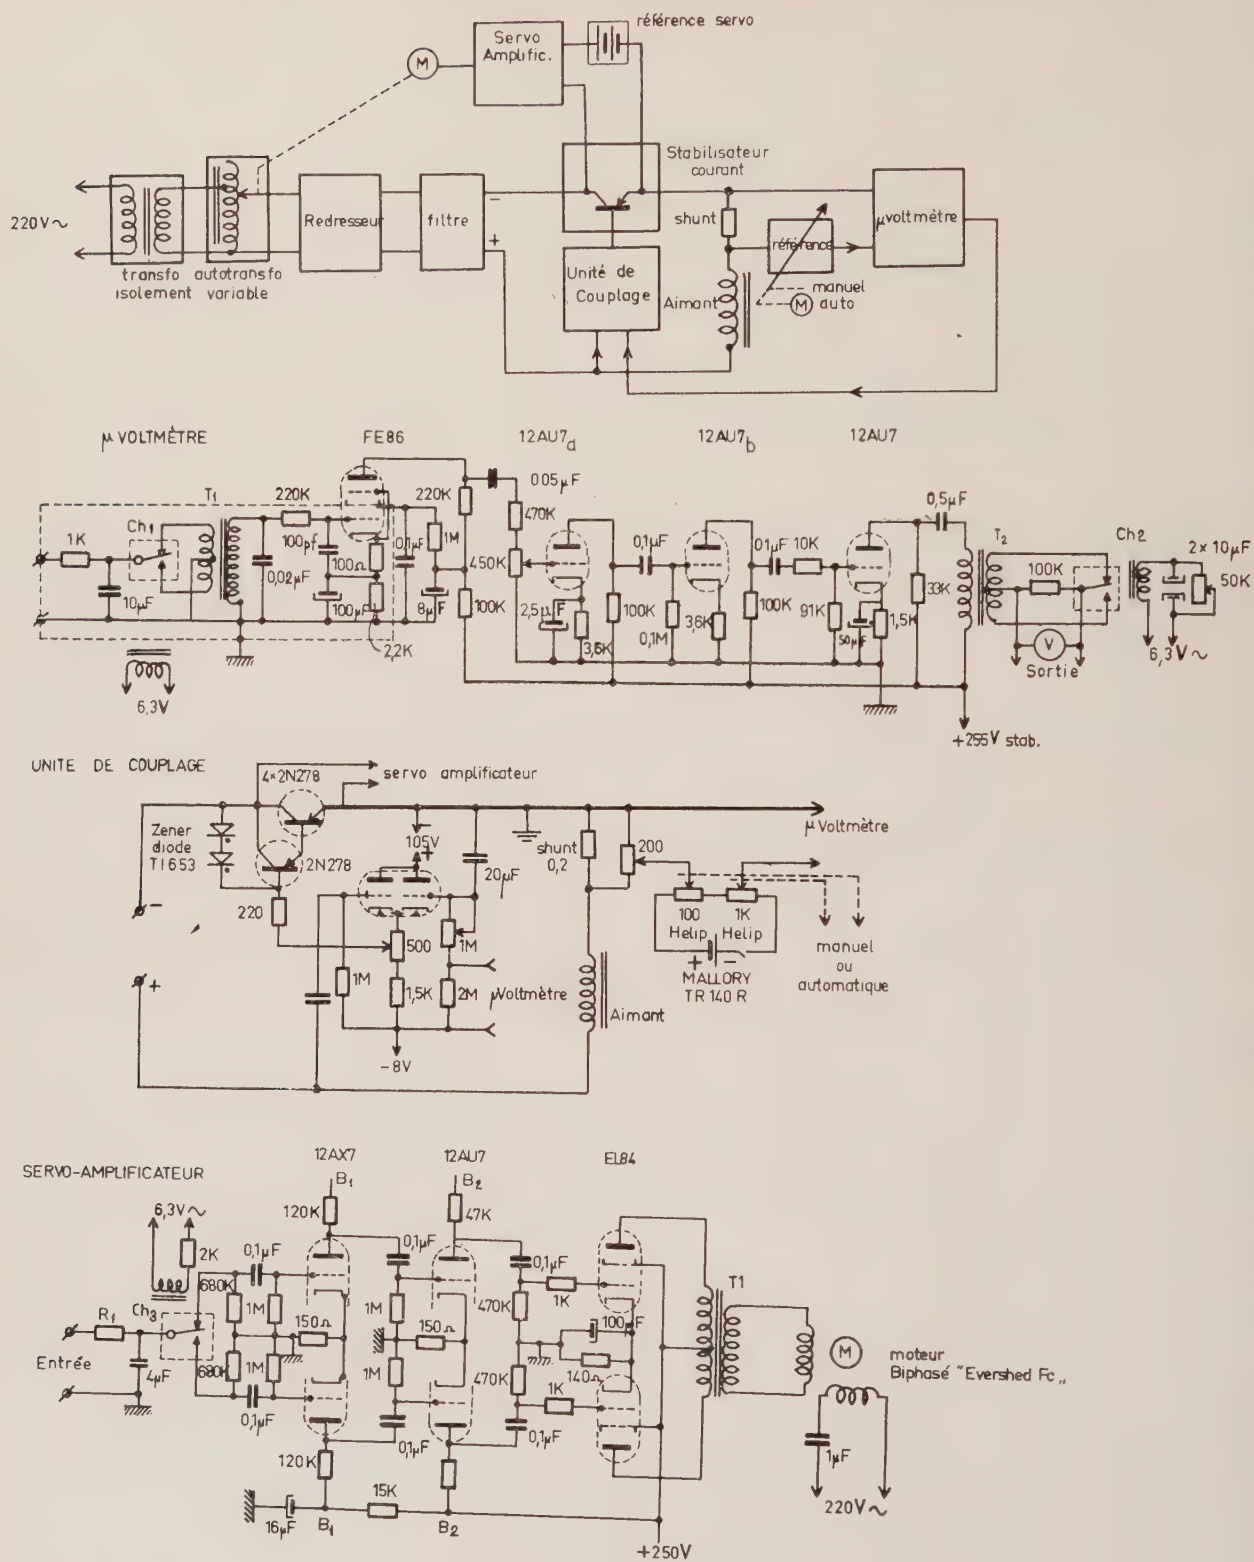 référence servo
Servo
Amplific.
M
Stabilisateur
courant
220V ~
Redresseur
filtre
-
+
shunt
référence
µvoltmètre
transfo
isolement
autotransfo
variable
Unité de
Couplage
Aimant
manuel
M auto
µ VOLTMÈTRE
FE86
12AU7a
12AU7b
12AU7
T1
Ch1
1K
10µF
0,02µF
220K
100pf
100Ω
100µF
2,2K
0,1µF
1M
8µF
220K
100K
0.05µF
470K
450K
2,5µF
3,6K
100K
0,1µF
0,1M
3,6K
100K
0.1µF
10K
91K
50µF
1,5K
33K
0,5µF
T2
100K
Ch2
2 x 10µF
50K
V
Sortie
6,3V ~
6,3V
+255V stab.
UNITE DE COUPLAGE
4×2N278
servo amplificateur
Zener
diode
TI653
2N278
220
-
+
-
105V
+
20µF
500
1M
1M
1,5K
2M
-8V
µVoltmètre
shunt
0,2
200
µVoltmètre
100
Helip
1K
Helip
+ -
MALLORY
TR 140 R
manuel
ou
automatique
Aimant
SERVO-AMPLIFICATEUR
12AX7
12AU7
EL84
B1
B2
6,3V ~
2K
120K
47K
0,1µF
680K
1M
150Ω
R1
Ch3
Entrée
4µF
680K
1M
0,1µF
0,1µF
1M
150Ω
1M
0,1µF
0,1µF
470K
1K
100µF
140Ω
470K
1K
0,1µF
T1
M
moteur
Biphasé "Evershed Fc„
1µF
220V ~
120K
16µF
B1
15K
B2
+250V